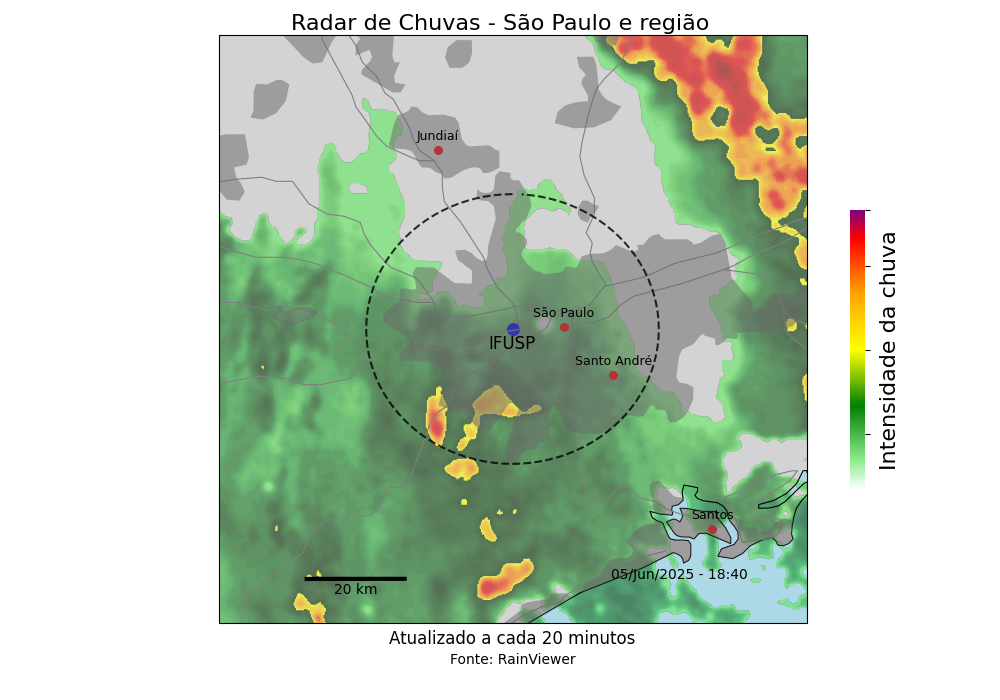 Radar de Chuvas - São Paulo e região
Jundiaí
São Paulo
IFUSP
Santo André
Santos
05/Jun/2025 - 18:40
20 km
Intensidade da chuva
Atualizado a cada 20 minutos
Fonte: RainViewer